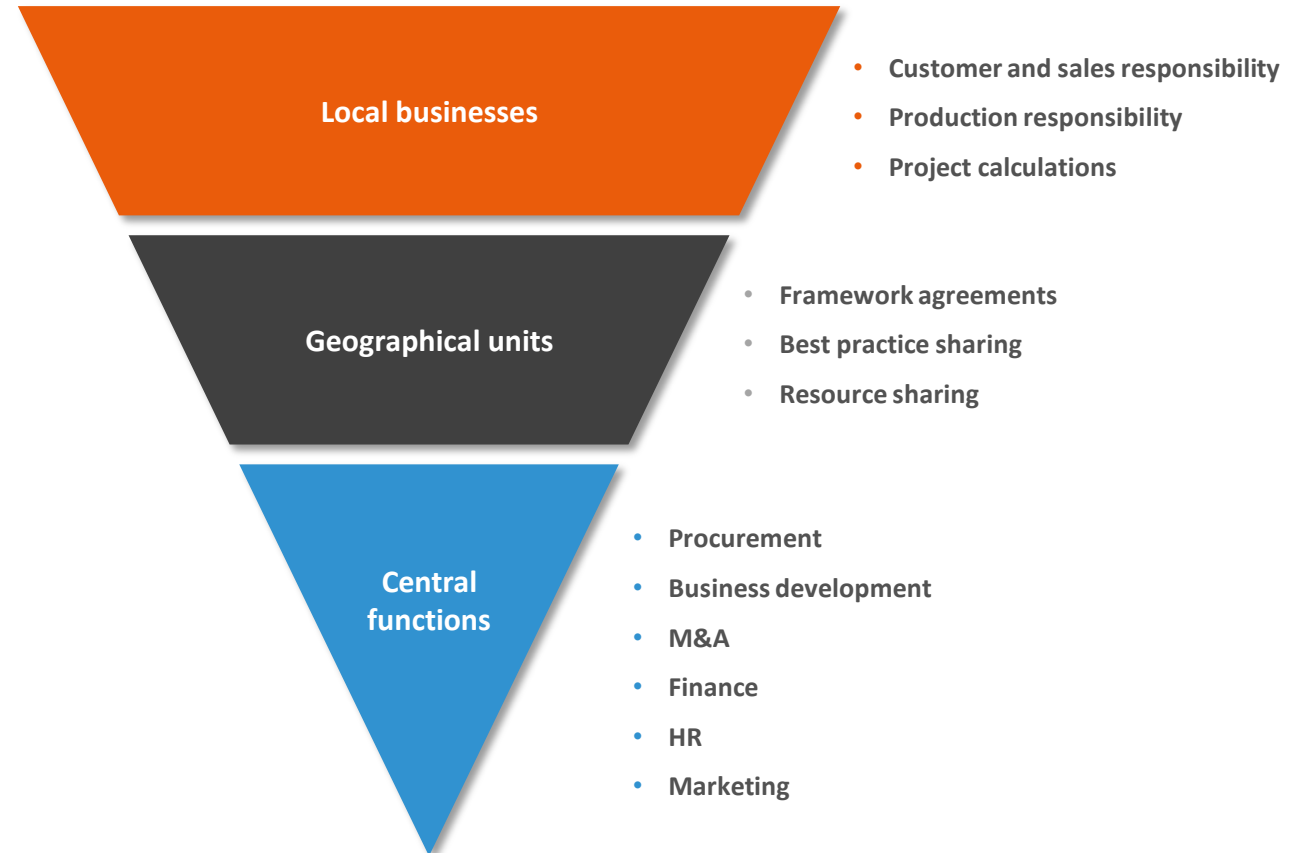 Local businesses
• Customer and sales responsibility
• Production responsibility
• Project calculations
Geographical units
• Framework agreements
• Best practice sharing
• Resource sharing
Central
functions
• Procurement
• Business development
• M&A
• Finance
• HR
• Marketing